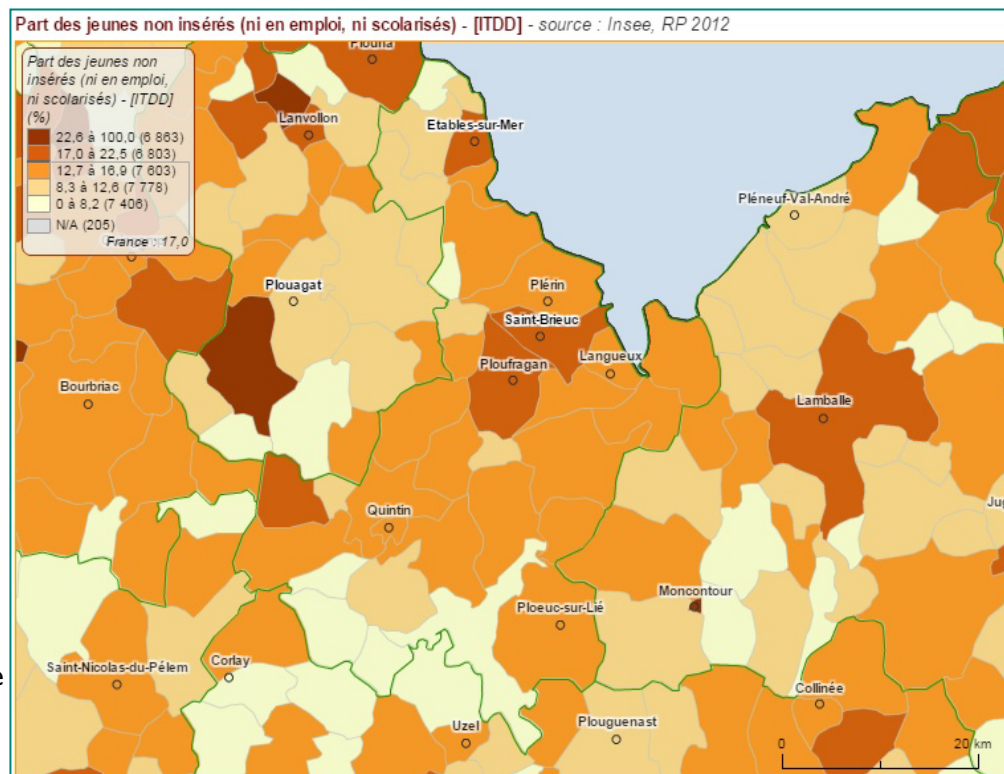 Part des jeunes non insérés (ni en emploi, ni scolarisés) - [ITDD] - source : Insee, RP 2012
Part des jeunes non
insérés (ni en emploi,
ni scolarisés) - [ITDD]
(%)
22,6 à 100,0 (6 863)
17,0 à 22,5 (6 803)
12,7 à 16,9 (7 603)
8,3 à 12,6 (7 778)
0 à 8,2 (7 406)
N/A (205)
France : 17,0
Plouha
Lanvollon
Etables-sur-Mer
Pléneuf-Val-André
Plouagat
Plérin
Saint-Brieuc
Langueux
Ploufragan
Bourbriac
Lamballe
Jug
Quintin
Moncontour
Ploeuc-sur-Lié
Saint-Nicolas-du-Pélem
Corlay
Collinée
Uzel
Plouguenast
0 20 km
e